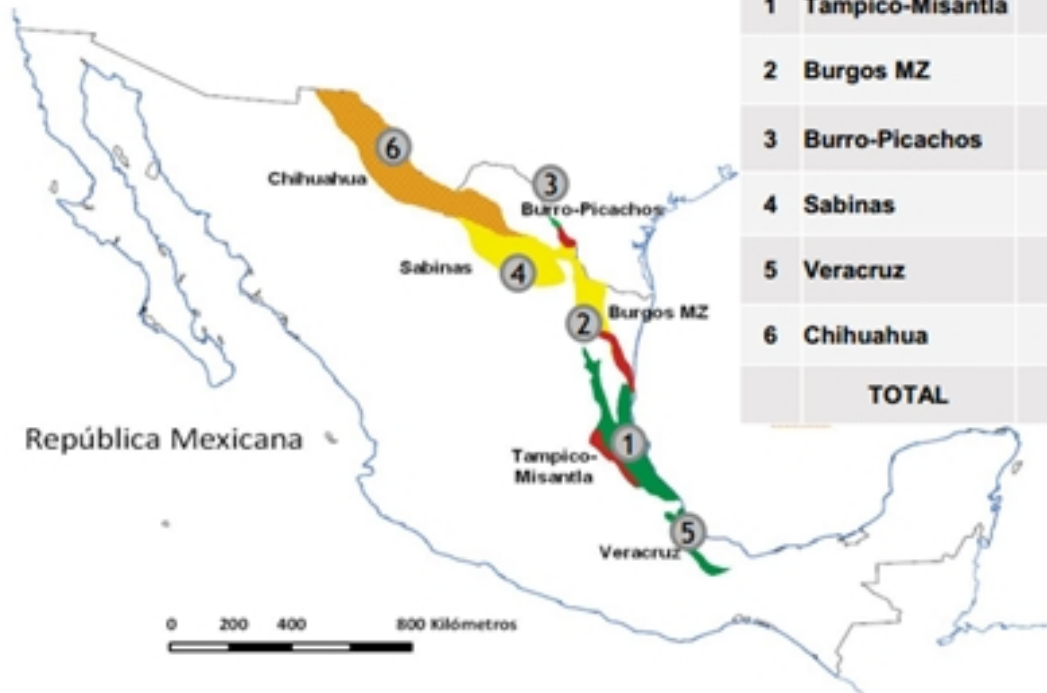 1 Tampico-Misantla
2 Burgos MZ
3 Burro-Picachos
4 Sabinas
5 Veracruz
6 Chihuahua
TOTAL
6
Chihuahua
3
Burro-Picachos
Sabinas
4
2
Burgos MZ
República Mexicana
1
Tampico-
Misantla
5
Veracruz
0 200 400 800 Kilómetros